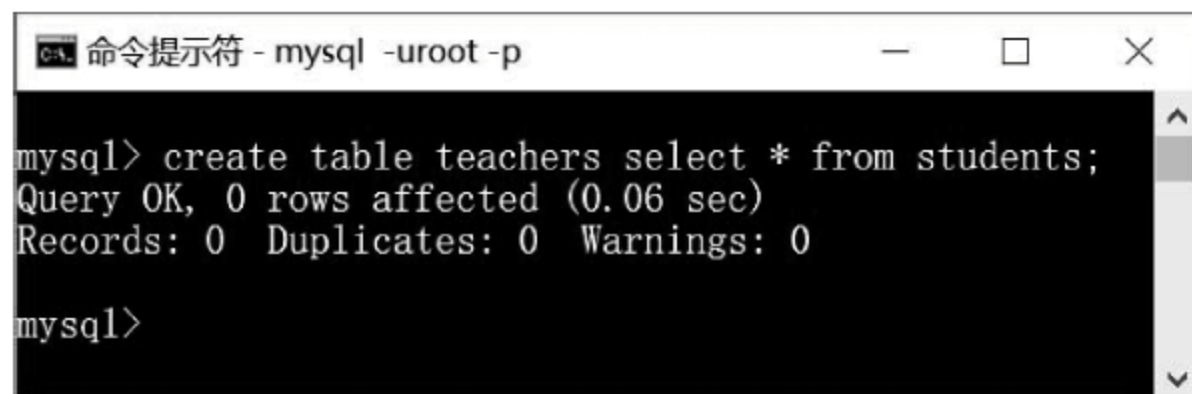 命令提示符 - mysql -uroot -p
mysql> create table teachers select * from students;
Query OK, 0 rows affected (0.06 sec)
Records: 0  Duplicates: 0  Warnings: 0
mysql>